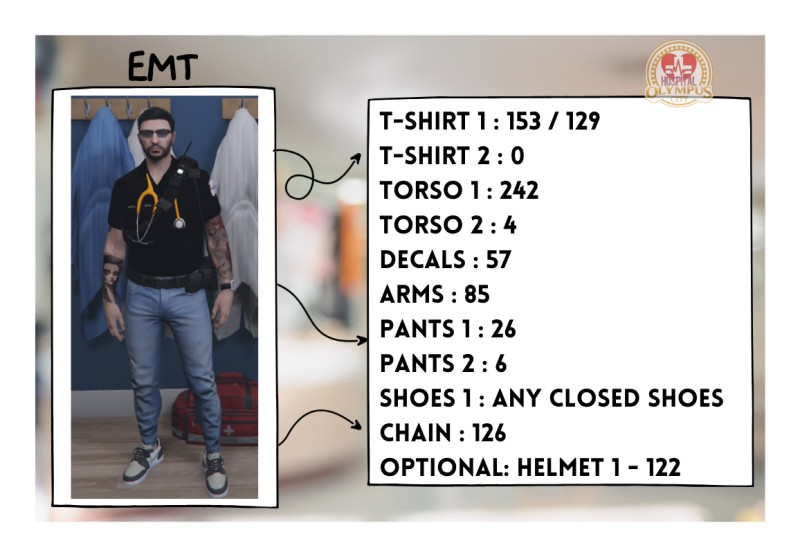 EMT
HOSPITAL
OLYMPUS
CITY
T-SHIRT 1 : 153 / 129
T-SHIRT 2 : 0
TORSO 1 : 242
TORSO 2 : 4
DECALS : 57
ARMS : 85
PANTS 1 : 26
PANTS 2 : 6
SHOES 1 : ANY CLOSED SHOES
CHAIN : 126
OPTIONAL: HELMET 1 - 122